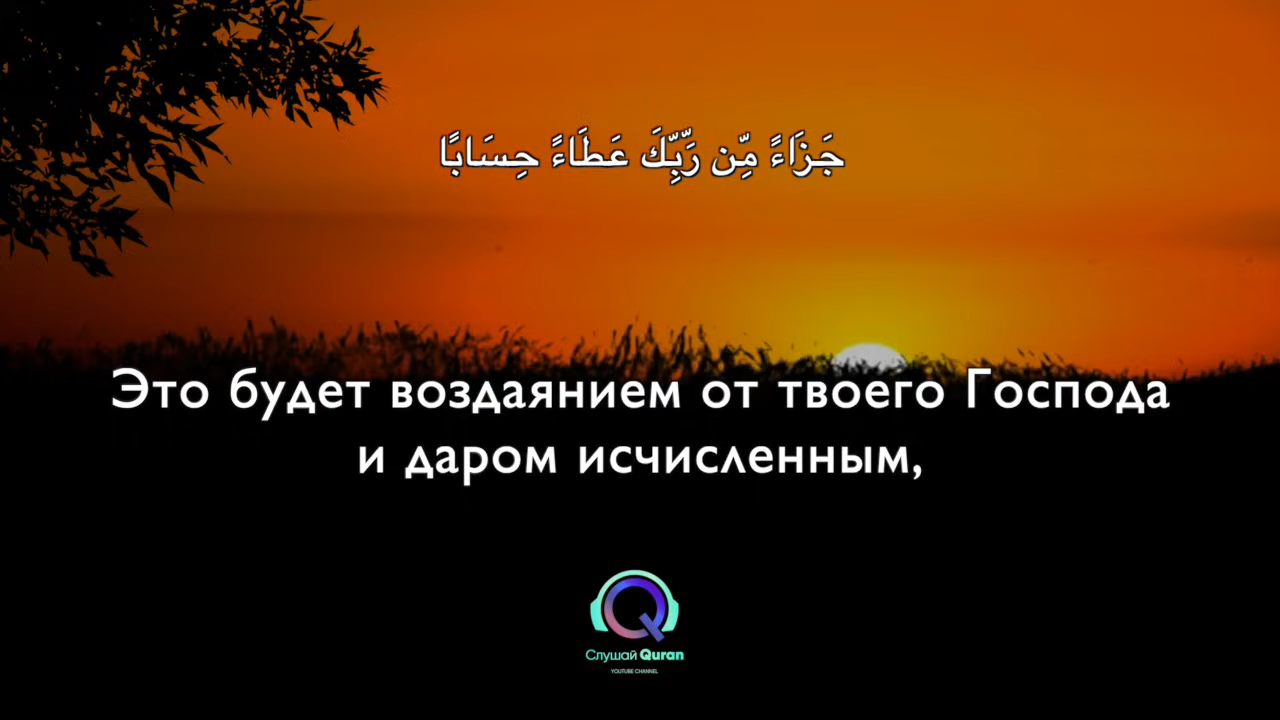 جَزَاءً مِّن رَّبِّكَ عَطَاءً حِسَابًا
Это будет воздаянием от твоего Господа
и даром исчисленным,
Слушай Quran
YOUTUBE CHANNEL